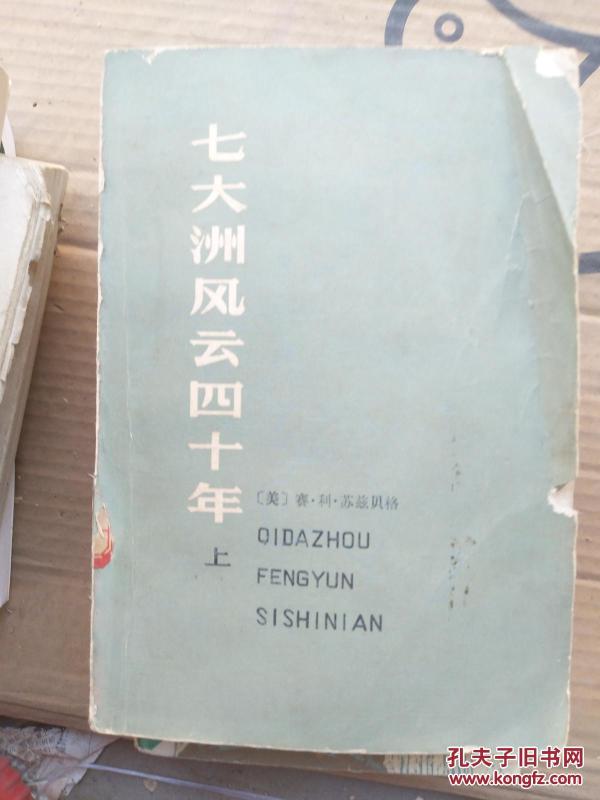 七大洲风云四十年
上
〔美〕赛·利·苏兹贝格
QIDAZHOU
FENGYUN
SISHINIAN
孔夫子旧书网
www.kongfz.com